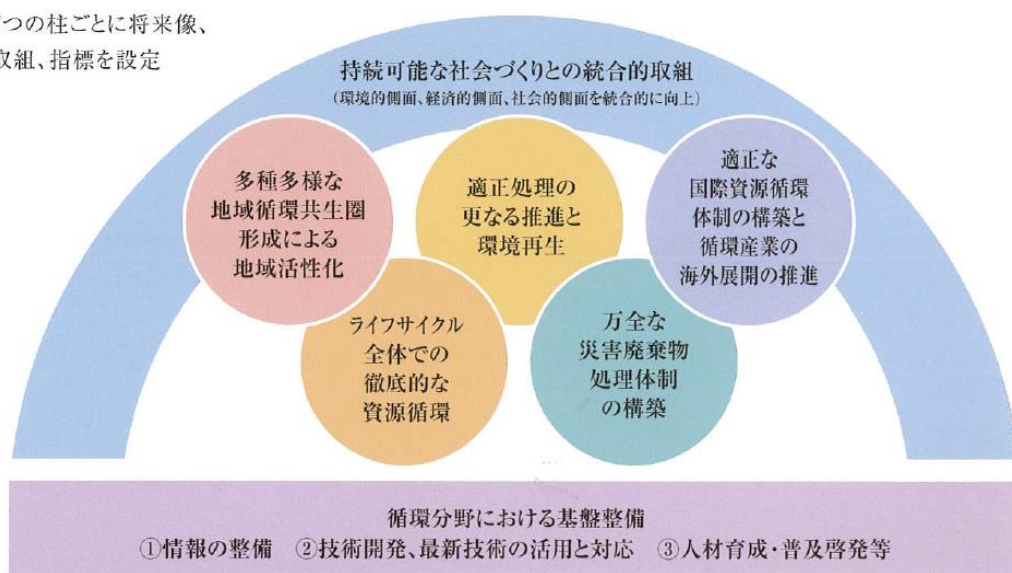 つの柱ごとに将来像、
取組、指標を設定
持続可能な社会づくりとの統合的取組
（環境的側面、経済的側面、社会的側面を統合的に向上）
多種多様な
地域循環共生圏
形成による
地域活性化
適正処理の
更なる推進と
環境再生
適正な
国際資源循環
体制の構築と
循環産業の
海外展開の推進
ライフサイクル
全体での
徹底的な
資源循環
万全な
災害廃棄物
処理体制
の構築
循環分野における基盤整備
①情報の整備　②技術開発、最新技術の活用と対応　③人材育成・普及啓発等